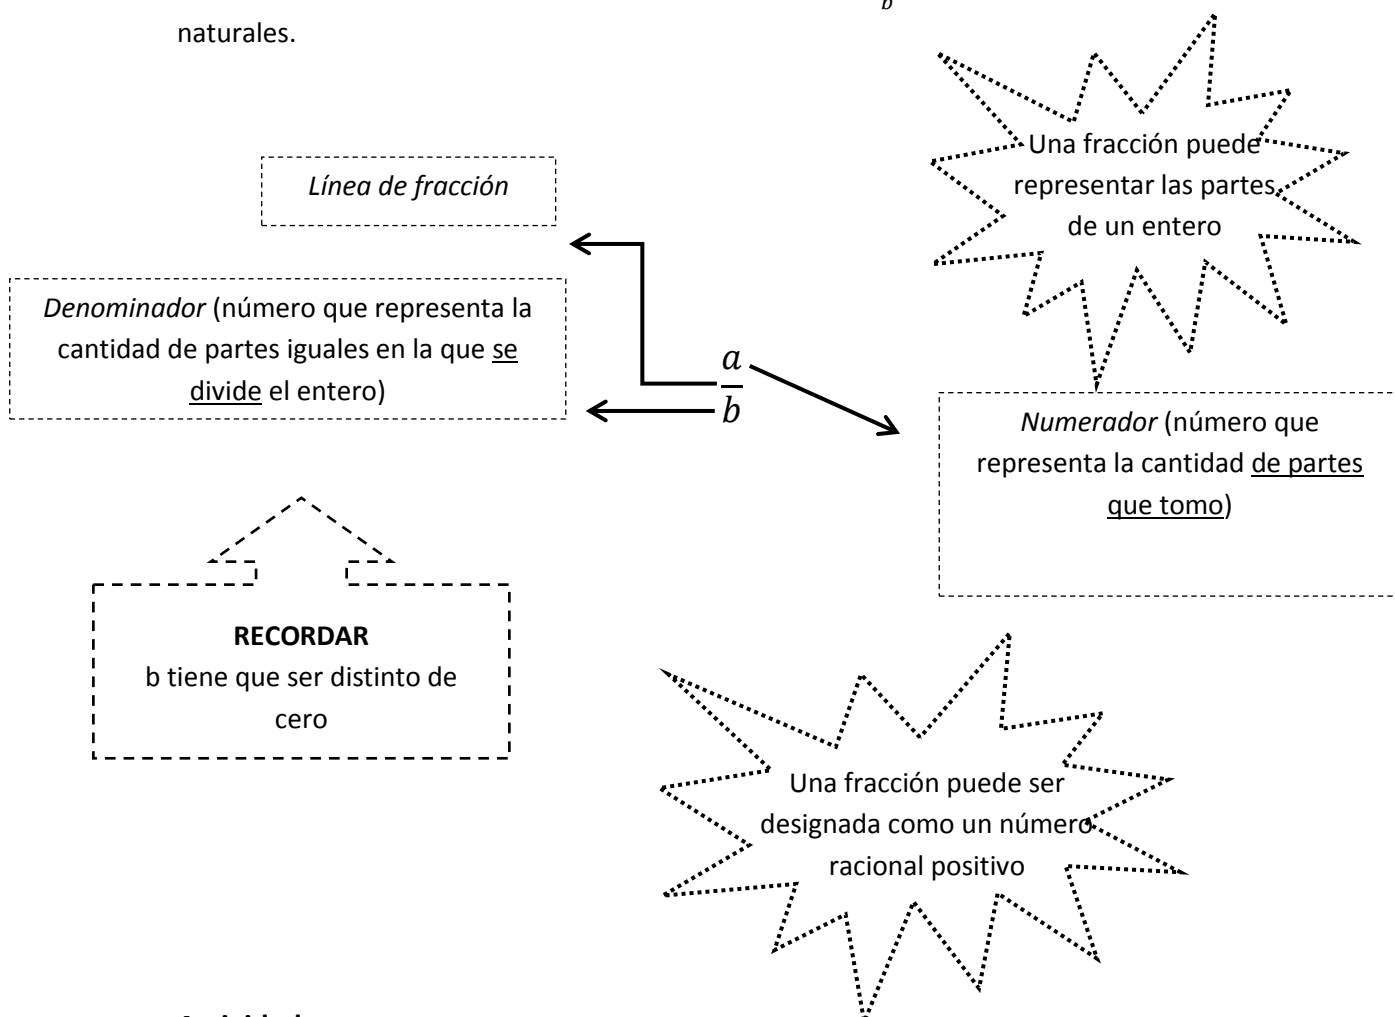 b
naturales.
Una fracción puede
representar las partes
de un entero
Línea de fracción
Denominador (número que representa la
cantidad de partes iguales en la que se
divide el entero)
a
b
Numerador (número que
representa la cantidad de partes
que tomo)
RECORDAR
b tiene que ser distinto de
cero
Una fracción puede ser
designada como un número
racional positivo